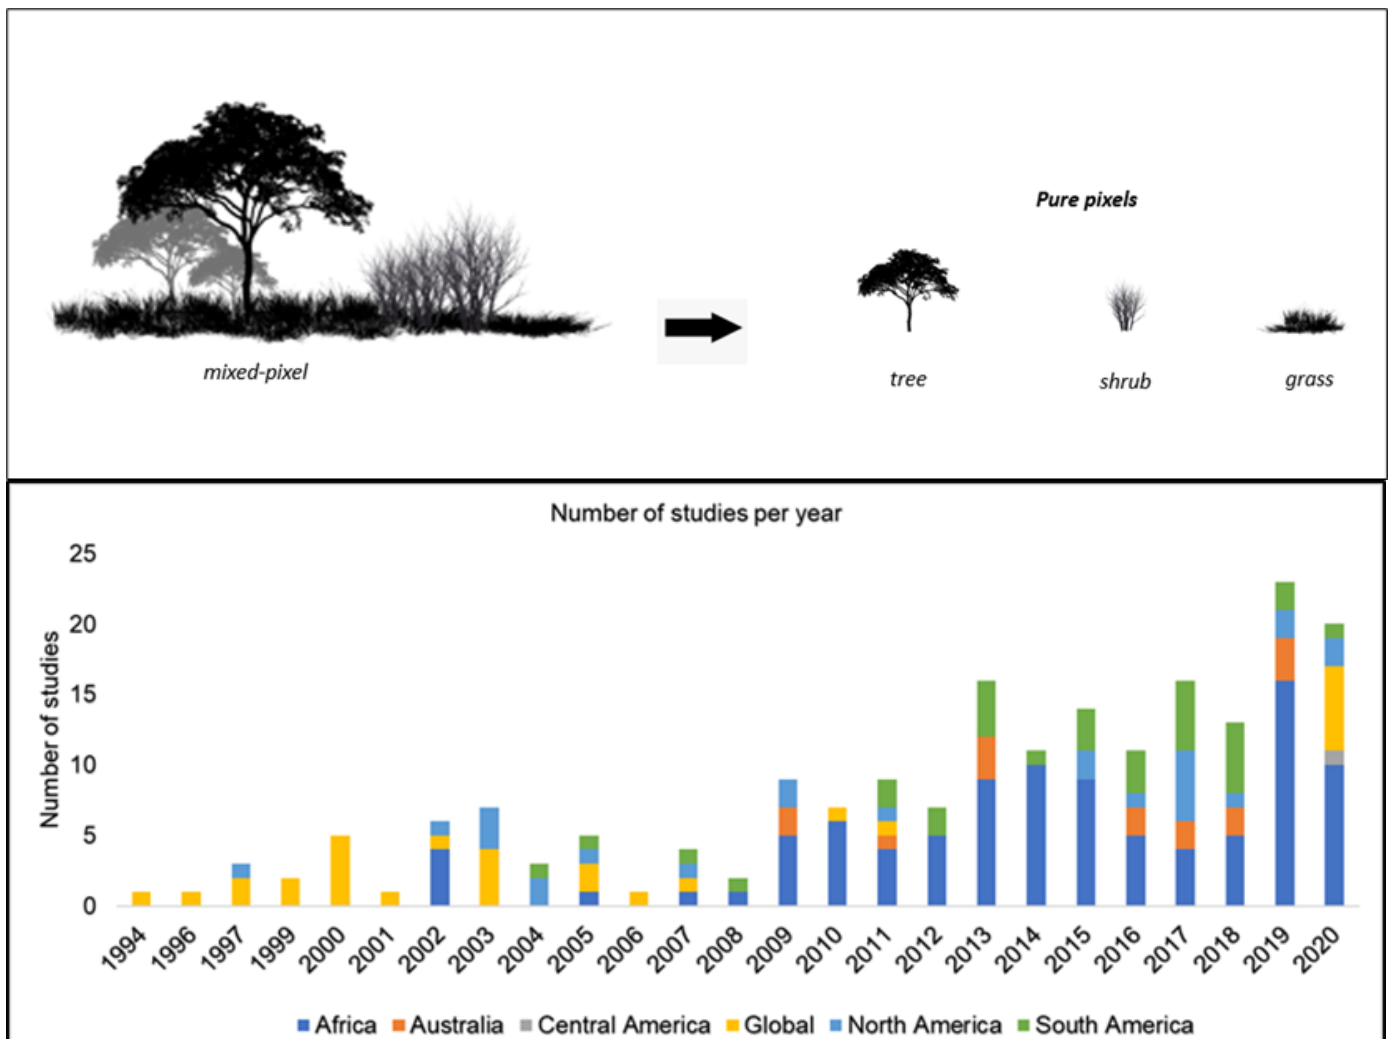 Pure pixels
mixed-pixel
tree
shrub
grass
Number of studies per year
Number of studies
25
20
15
10
5
0
1994 1996 1997 1999 2000 2001 2002 2003 2004 2005 2006 2007 2008 2009 2010 2011 2012 2013 2014 2015 2016 2017 2018 2019 2020
Africa Australia Central America Global North America South America